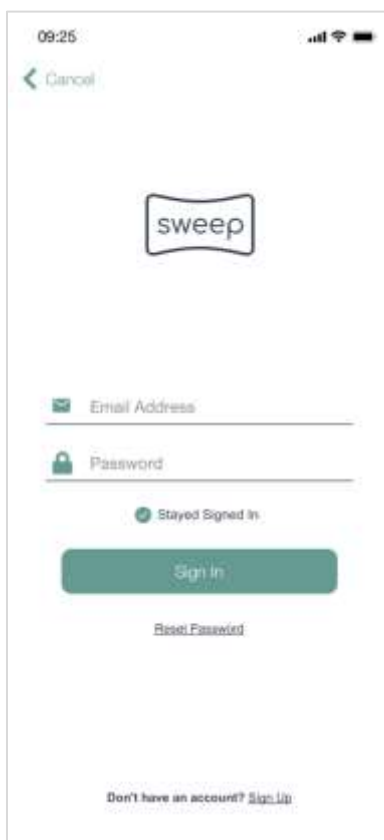 09:25
Cancel
sweep
Email Address
Password
Stayed Signed In
Sign In
Reset Password
Don't have an account? Sign Up